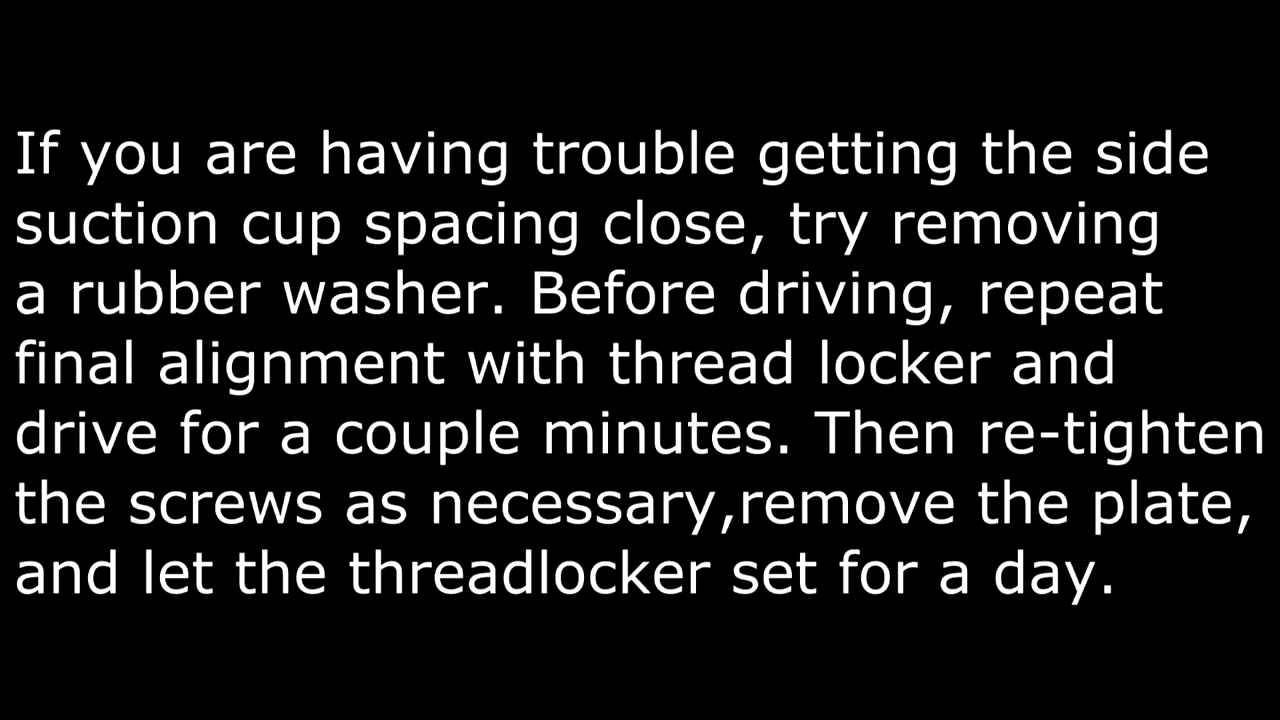 If you are having trouble getting the side
suction cup spacing close, try removing
a rubber washer. Before driving, repeat
final alignment with thread locker and
drive for a couple minutes. Then re-tighten
the screws as necessary,remove the plate,
and let the threadlocker set for a day.